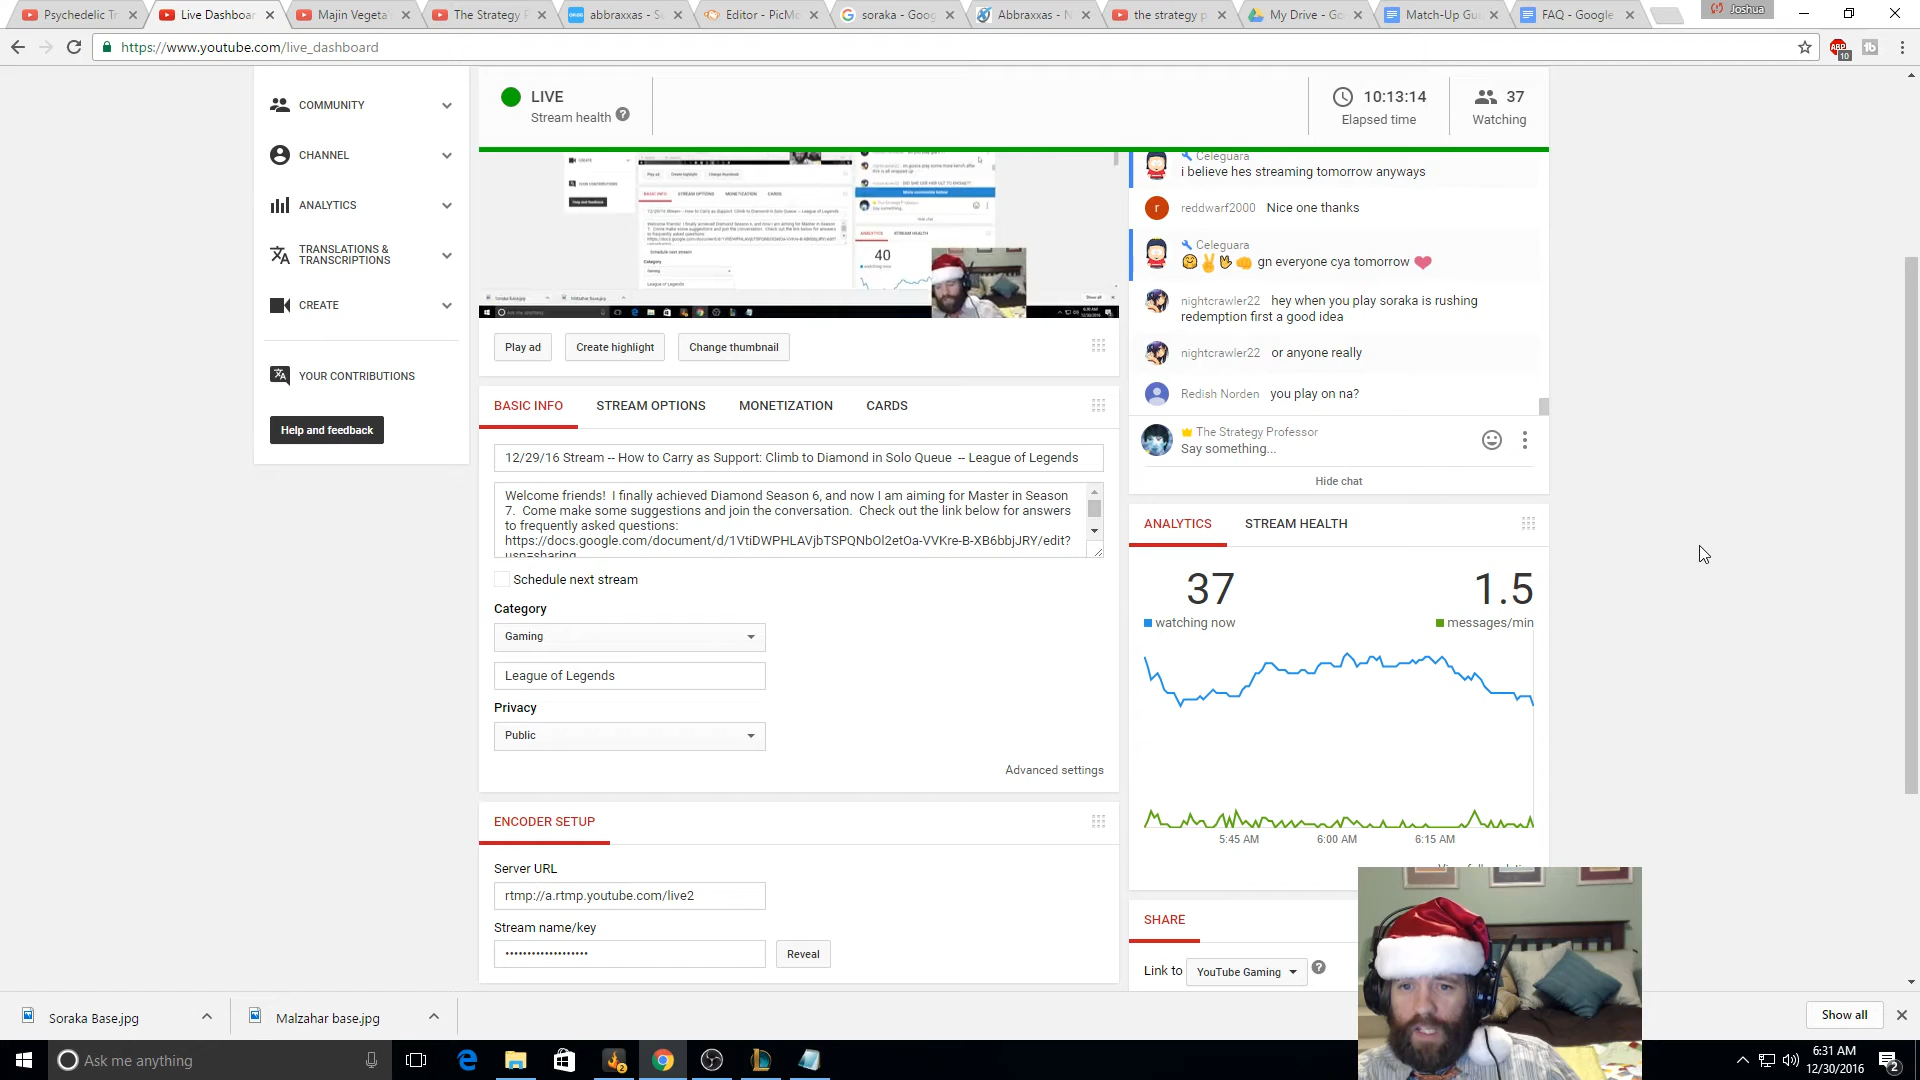 Psychedelic Tr
Live Dashboar
Majin Vegeta
The Strategy P
abbraxxas - S
Editor - PicMo
soraka - Goog
Abbraxxas - N
the strategy p
My Drive - Go
Match-Up Gui
FAQ - Google
Joshua
https://www.youtube.com/live_dashboard
ABP
10
COMMUNITY
CHANNEL
ANALYTICS
TRANSLATIONS &
TRANSCRIPTIONS
CREATE
YOUR CONTRIBUTIONS
Help and feedback
LIVE
Stream health
10:13:14
Elapsed time
37
Watching
40
Play ad
Create highlight
Change thumbnail
BASIC INFO
STREAM OPTIONS
MONETIZATION
CARDS
12/29/16 Stream -- How to Carry as Support: Climb to Diamond in Solo Queue -- League of Legends
Welcome friends! I finally achieved Diamond Season 6, and now I am aiming for Master in Season
7. Come make some suggestions and join the conversation. Check out the link below for answers
to frequently asked questions:
https://docs.google.com/document/d/1VtiDWPHLAVjbTSPQNbOl2etOa-VVKre-B-XB6bbjJRY/edit?
usp=sharing
Schedule next stream
Category
Gaming
League of Legends
Privacy
Public
Advanced settings
ENCODER SETUP
Server URL
rtmp://a.rtmp.youtube.com/live2
Stream name/key
Reveal
Celeguara
i believe hes streaming tomorrow anyways
reddwarf2000 Nice one thanks
Celeguara
gn everyone cya tomorrow
nightcrawler22 hey when you play soraka is rushing
redemption first a good idea
nightcrawler22 or anyone really
Redish Norden you play on na?
The Strategy Professor
Say something...
Hide chat
ANALYTICS
STREAM HEALTH
37
watching now
1.5
messages/min
5:45 AM
6:00 AM
6:15 AM
SHARE
Link to
YouTube Gaming
Soraka Base.jpg
Malzahar base.jpg
Show all
Ask me anything
2
6:31 AM
12/30/2016
2